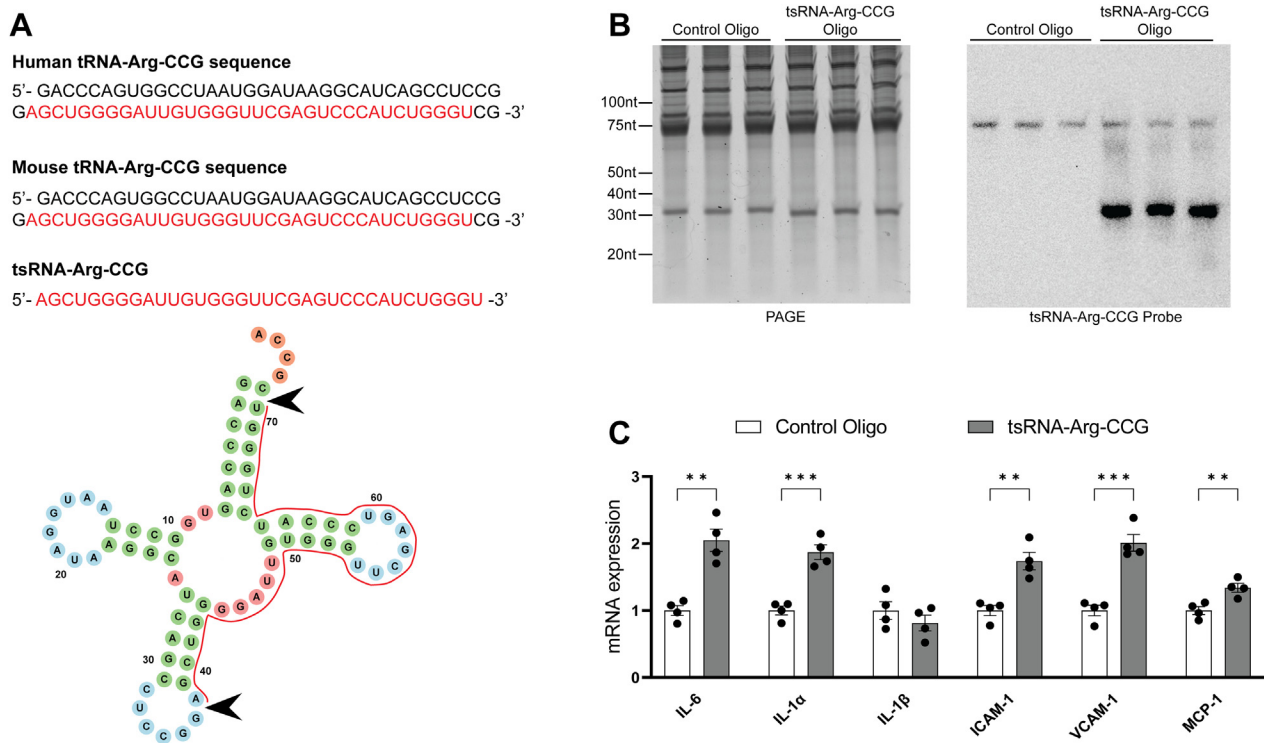 A
Human tRNA-Arg-CCG sequence
5’- GACCCAGUGGCCUAAUGGAUAAGGCAUCAGCCUCCG
GAGCUGGGGAUUGUGGGUUCGAGUCCCAUCUGGGUCG -3’
Mouse tRNA-Arg-CCG sequence
5’- GACCCAGUGGCCUAAUGGAUAAGGCAUCAGCCUCCG
GAGCUGGGGAUUGUGGGUUCGAGUCCCAUCUGGGUCG -3’
tsRNA-Arg-CCG
5’- AGCUGGGGAUUGUGGGUUCGAGUCCCAUCUGGGU -3’
A
C
C
G
G C
A U
C G
C G
C G
A U
G C
70
U G
10
G U A A
U C C G
G
A U A
A G G C
20
A
U A C C C
U G A
G
C
U U
G U G G G
60
50
U
U
A
G
G
G
U G
C G
A U
G C
C G
30
40
C
U
C
C
G
G
A
B
Control Oligo
tsRNA-Arg-CCG
Oligo
100nt
75nt
50nt
40nt
30nt
20nt
PAGE
Control Oligo
tsRNA-Arg-CCG
Oligo
tsRNA-Arg-CCG Probe
C
Control Oligo
tsRNA-Arg-CCG
mRNA expression
3
2
1
0
**
***
**
***
**
IL-6
IL-1α
IL-1β
ICAM-1
VCAM-1
MCP-1